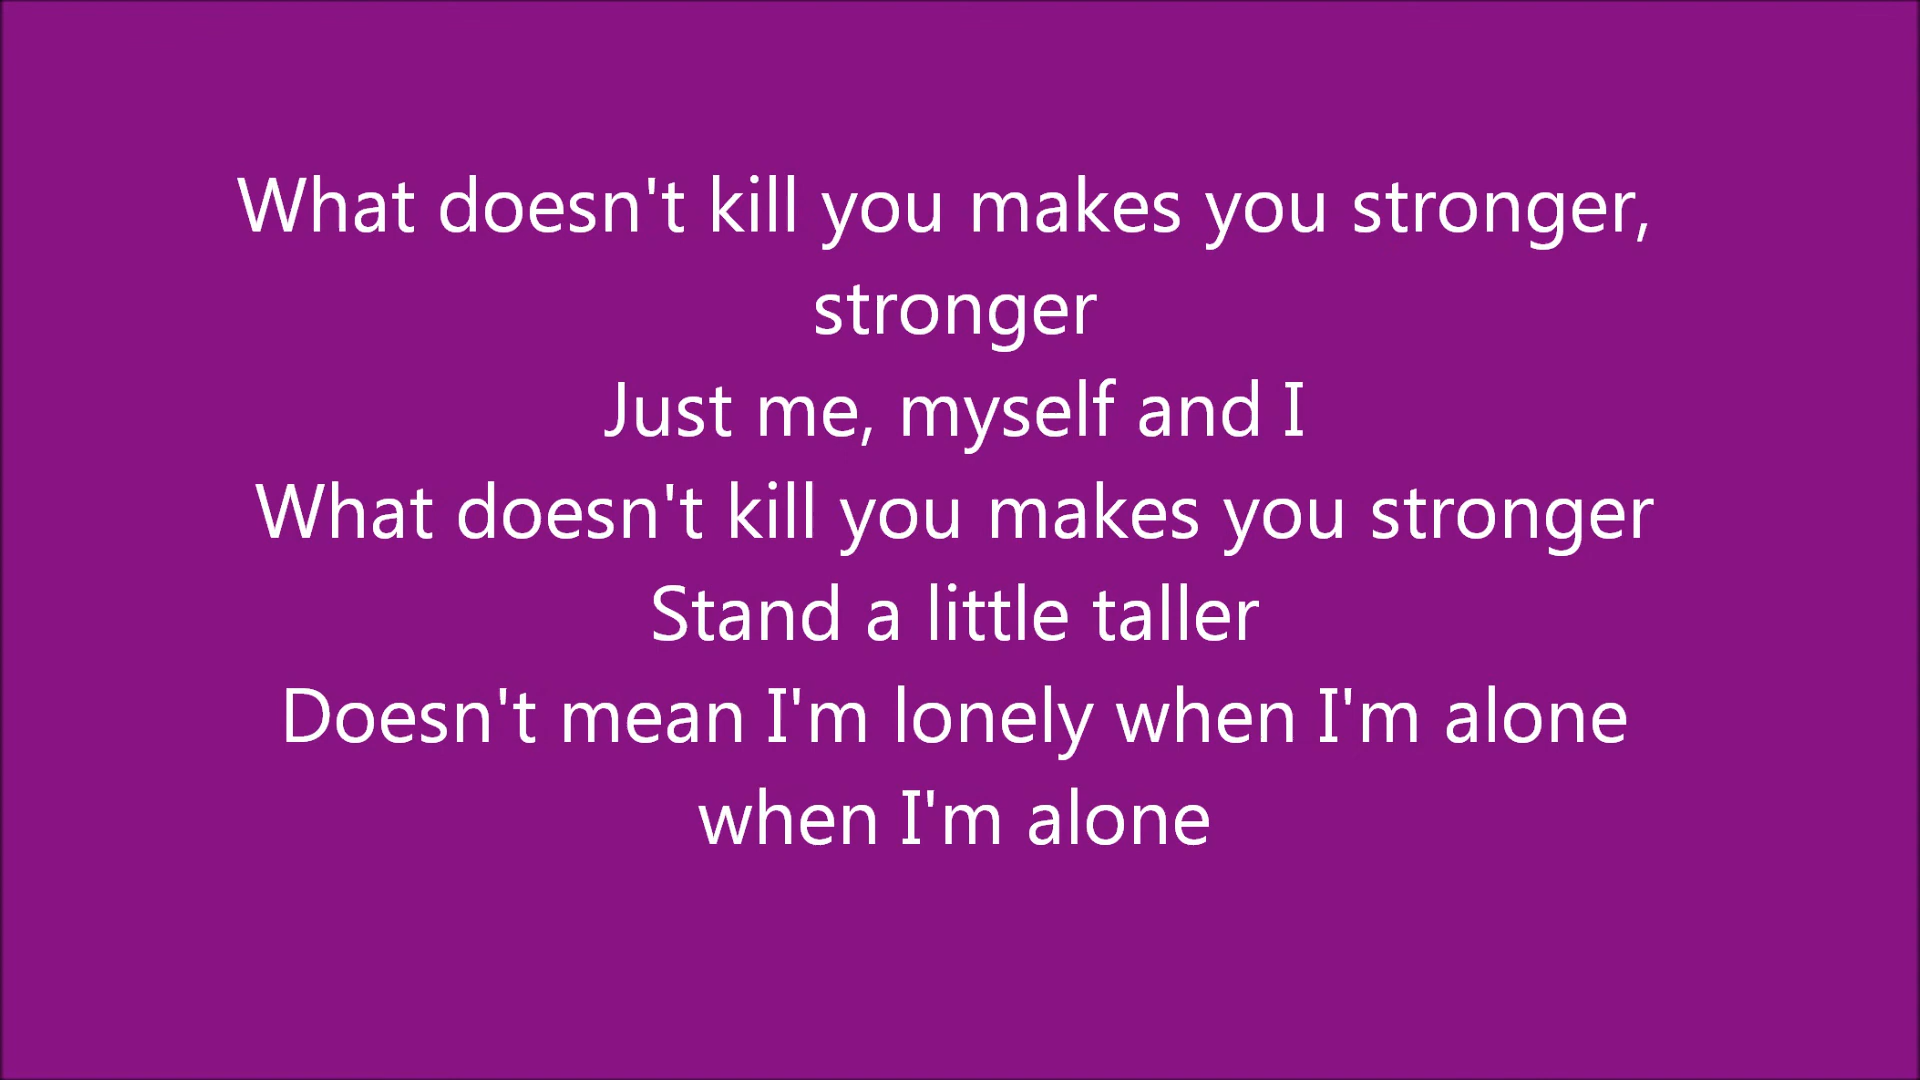 What doesn't kill you makes you stronger,
stronger
Just me, myself and I
What doesn't kill you makes you stronger
Stand a little taller
Doesn't mean I'm lonely when I'm alone
when I'm alone